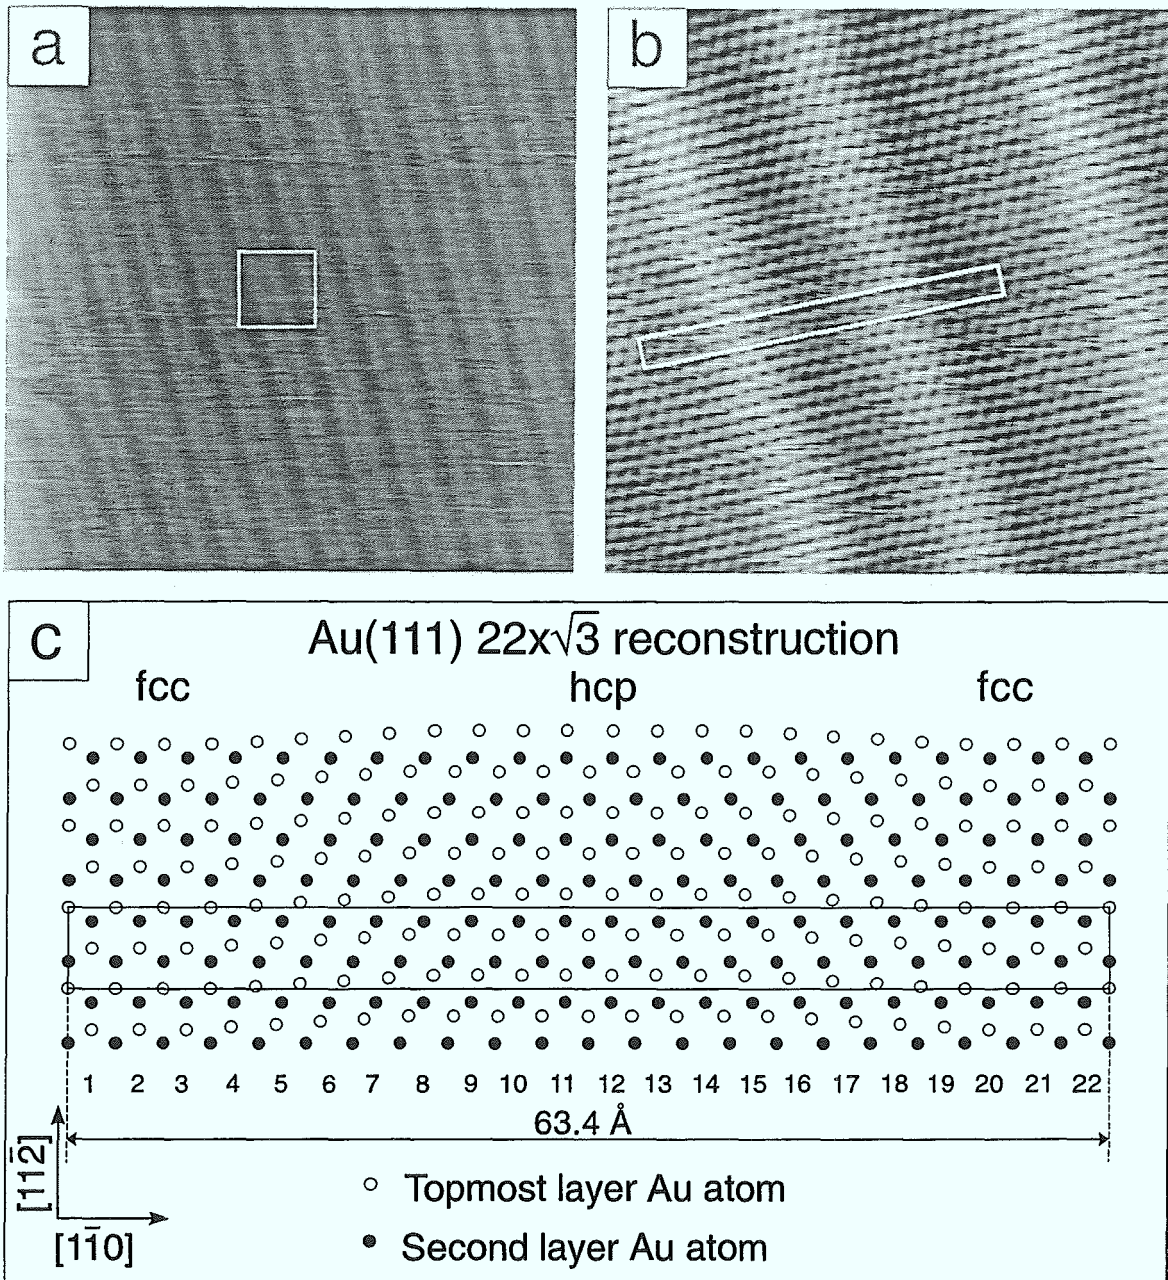 a
b
c
Au(111) 22x√3 reconstruction
fcc hcp fcc
1 2 3 4 5 6 7 8 9 10 11 12 13 14 15 16 17 18 19 20 21 22
63.4 Å
[112̄]
[11̄0]
Topmost layer Au atom
Second layer Au atom